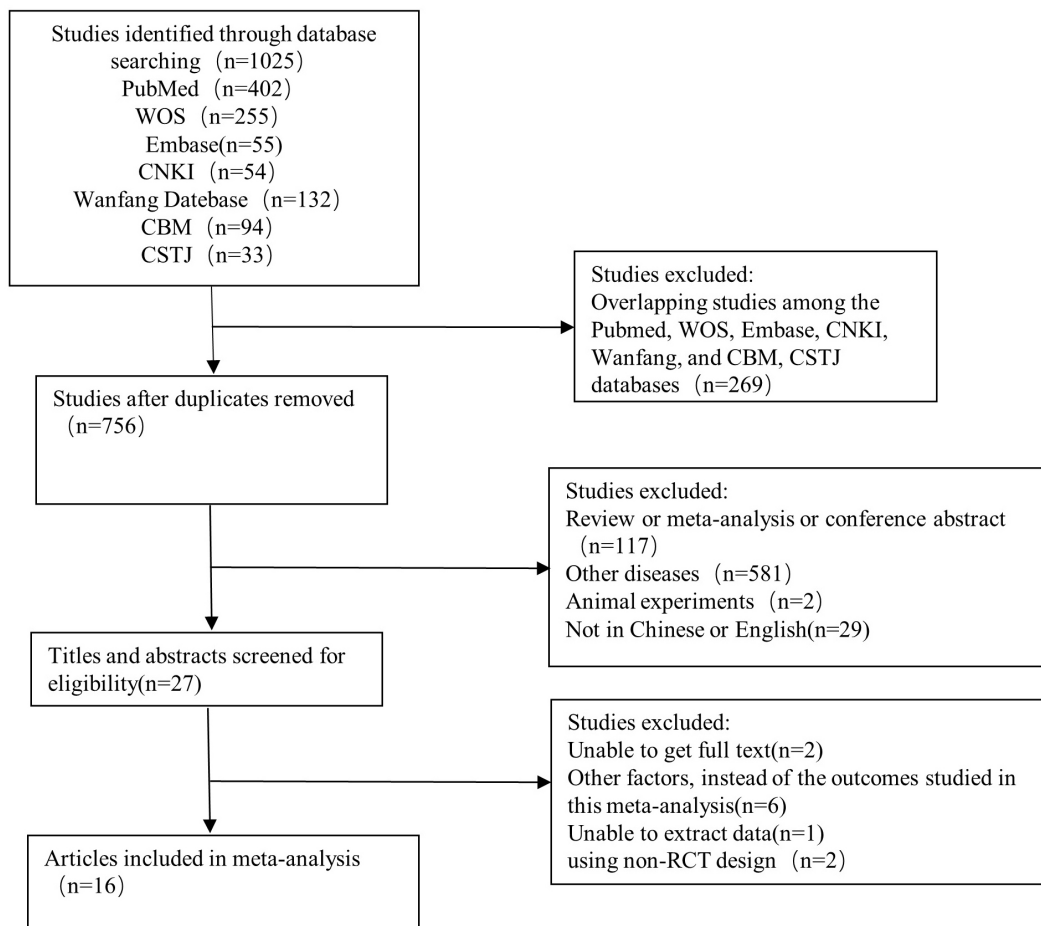 Studies identified through database
searching（n=1025）
PubMed（n=402）
WOS（n=255）
Embase(n=55)
CNKI（n=54）
Wanfang Datebase（n=132）
CBM（n=94）
CSTJ（n=33）
Studies excluded:
Overlapping studies among the
Pubmed, WOS, Embase, CNKI,
Wanfang, and CBM, CSTJ
databases（n=269）
Studies after duplicates removed
（n=756）
Studies excluded:
Review or meta-analysis or conference abstract
（n=117）
Other diseases（n=581）
Animal experiments（n=2）
Not in Chinese or English(n=29)
Titles and abstracts screened for
eligibility(n=27)
Studies excluded:
Unable to get full text(n=2)
Other factors, instead of the outcomes studied in
this meta-analysis(n=6)
Unable to extract data(n=1)
using non-RCT design（n=2）
Articles included in meta-analysis
（n=16）